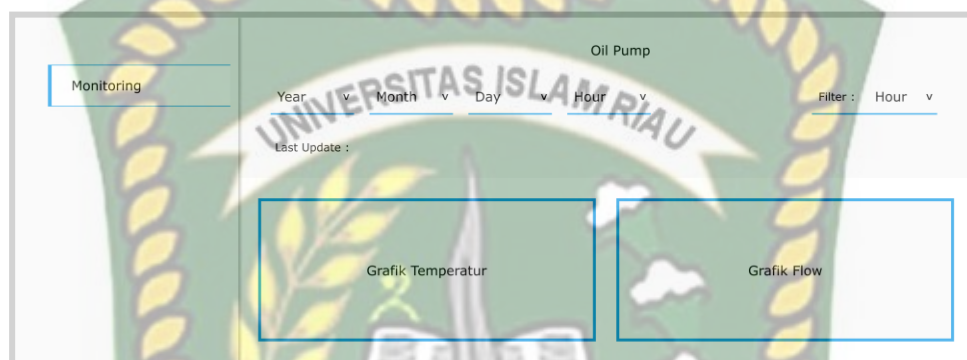 Oil Pump
Monitoring
Year v Month v Day v Hour v Filter : Hour v
UNIVERSITAS ISLAM RIAU
Last Update :
Grafik Temperatur Grafik Flow